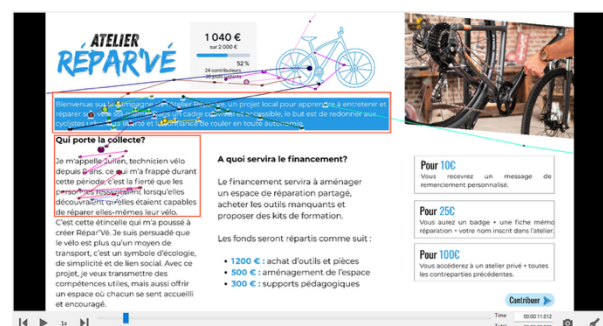 ATELIER
RÉPAR'VÉ
1 040 €
sur 2 000 €
52 %
24 contributeurs
Bienvenue sur la campagne de l'Atelier Répar'Vé, un projet local pour apprendre à entretenir et
réparer son vélo soi-même. Dans un cadre convivial et accessible, le but est de redonner aux
cyclistes urbains la liberté et la confiance de rouler en toute autonomie.
Qui porte la collecte?
Je m'appelle Julien, technicien vélo
depuis 8 ans, ce qui m'a frappé durant
cette période, c'est la fierté que les
personnes ressentaient lorsqu'elles
découvraient qu'elles étaient capables
de réparer elles-mêmes leur vélo.
C'est cette étincelle qui m'a poussé à
créer Répar'Vé. Je suis persuadé que
le vélo est plus qu'un moyen de
transport, c'est un symbole d'écologie,
de simplicité et de lien social. Avec ce
projet, je veux transmettre des
compétences utiles, mais aussi offrir
un espace où chacun se sent accueilli
et encouragé.
A quoi servira le financement?
Le financement servira à aménager
un espace de réparation partagé,
acheter les outils manquants et
proposer des kits de formation.
Les fonds seront répartis comme suit :
• 1200 € : achat d'outils et pièces
• 500 € : aménagement de l'espace
• 300 € : supports pédagogiques
Pour 10€
Vous recevrez un message de
remerciement personnalisé.
Pour 25€
Vous aurez un badge + une fiche mémo
réparation + votre nom inscrit dans l'atelier.
Pour 100€
Vous accéderez à un atelier privé + toutes
les contreparties précédentes.
Contribuer
1x
Time 00:00:11.012